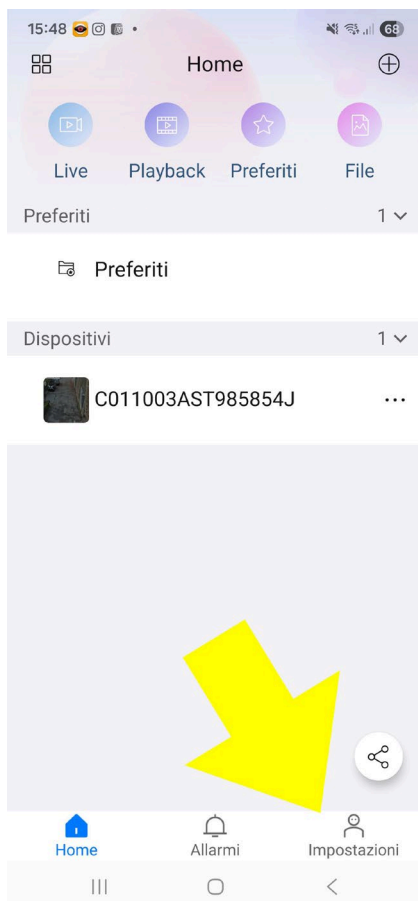 15:48 68
Home
Live Playback Preferiti File
Preferiti 1
Preferiti
Dispositivi 1
C011003AST985854J
Home Allarmi Impostazioni